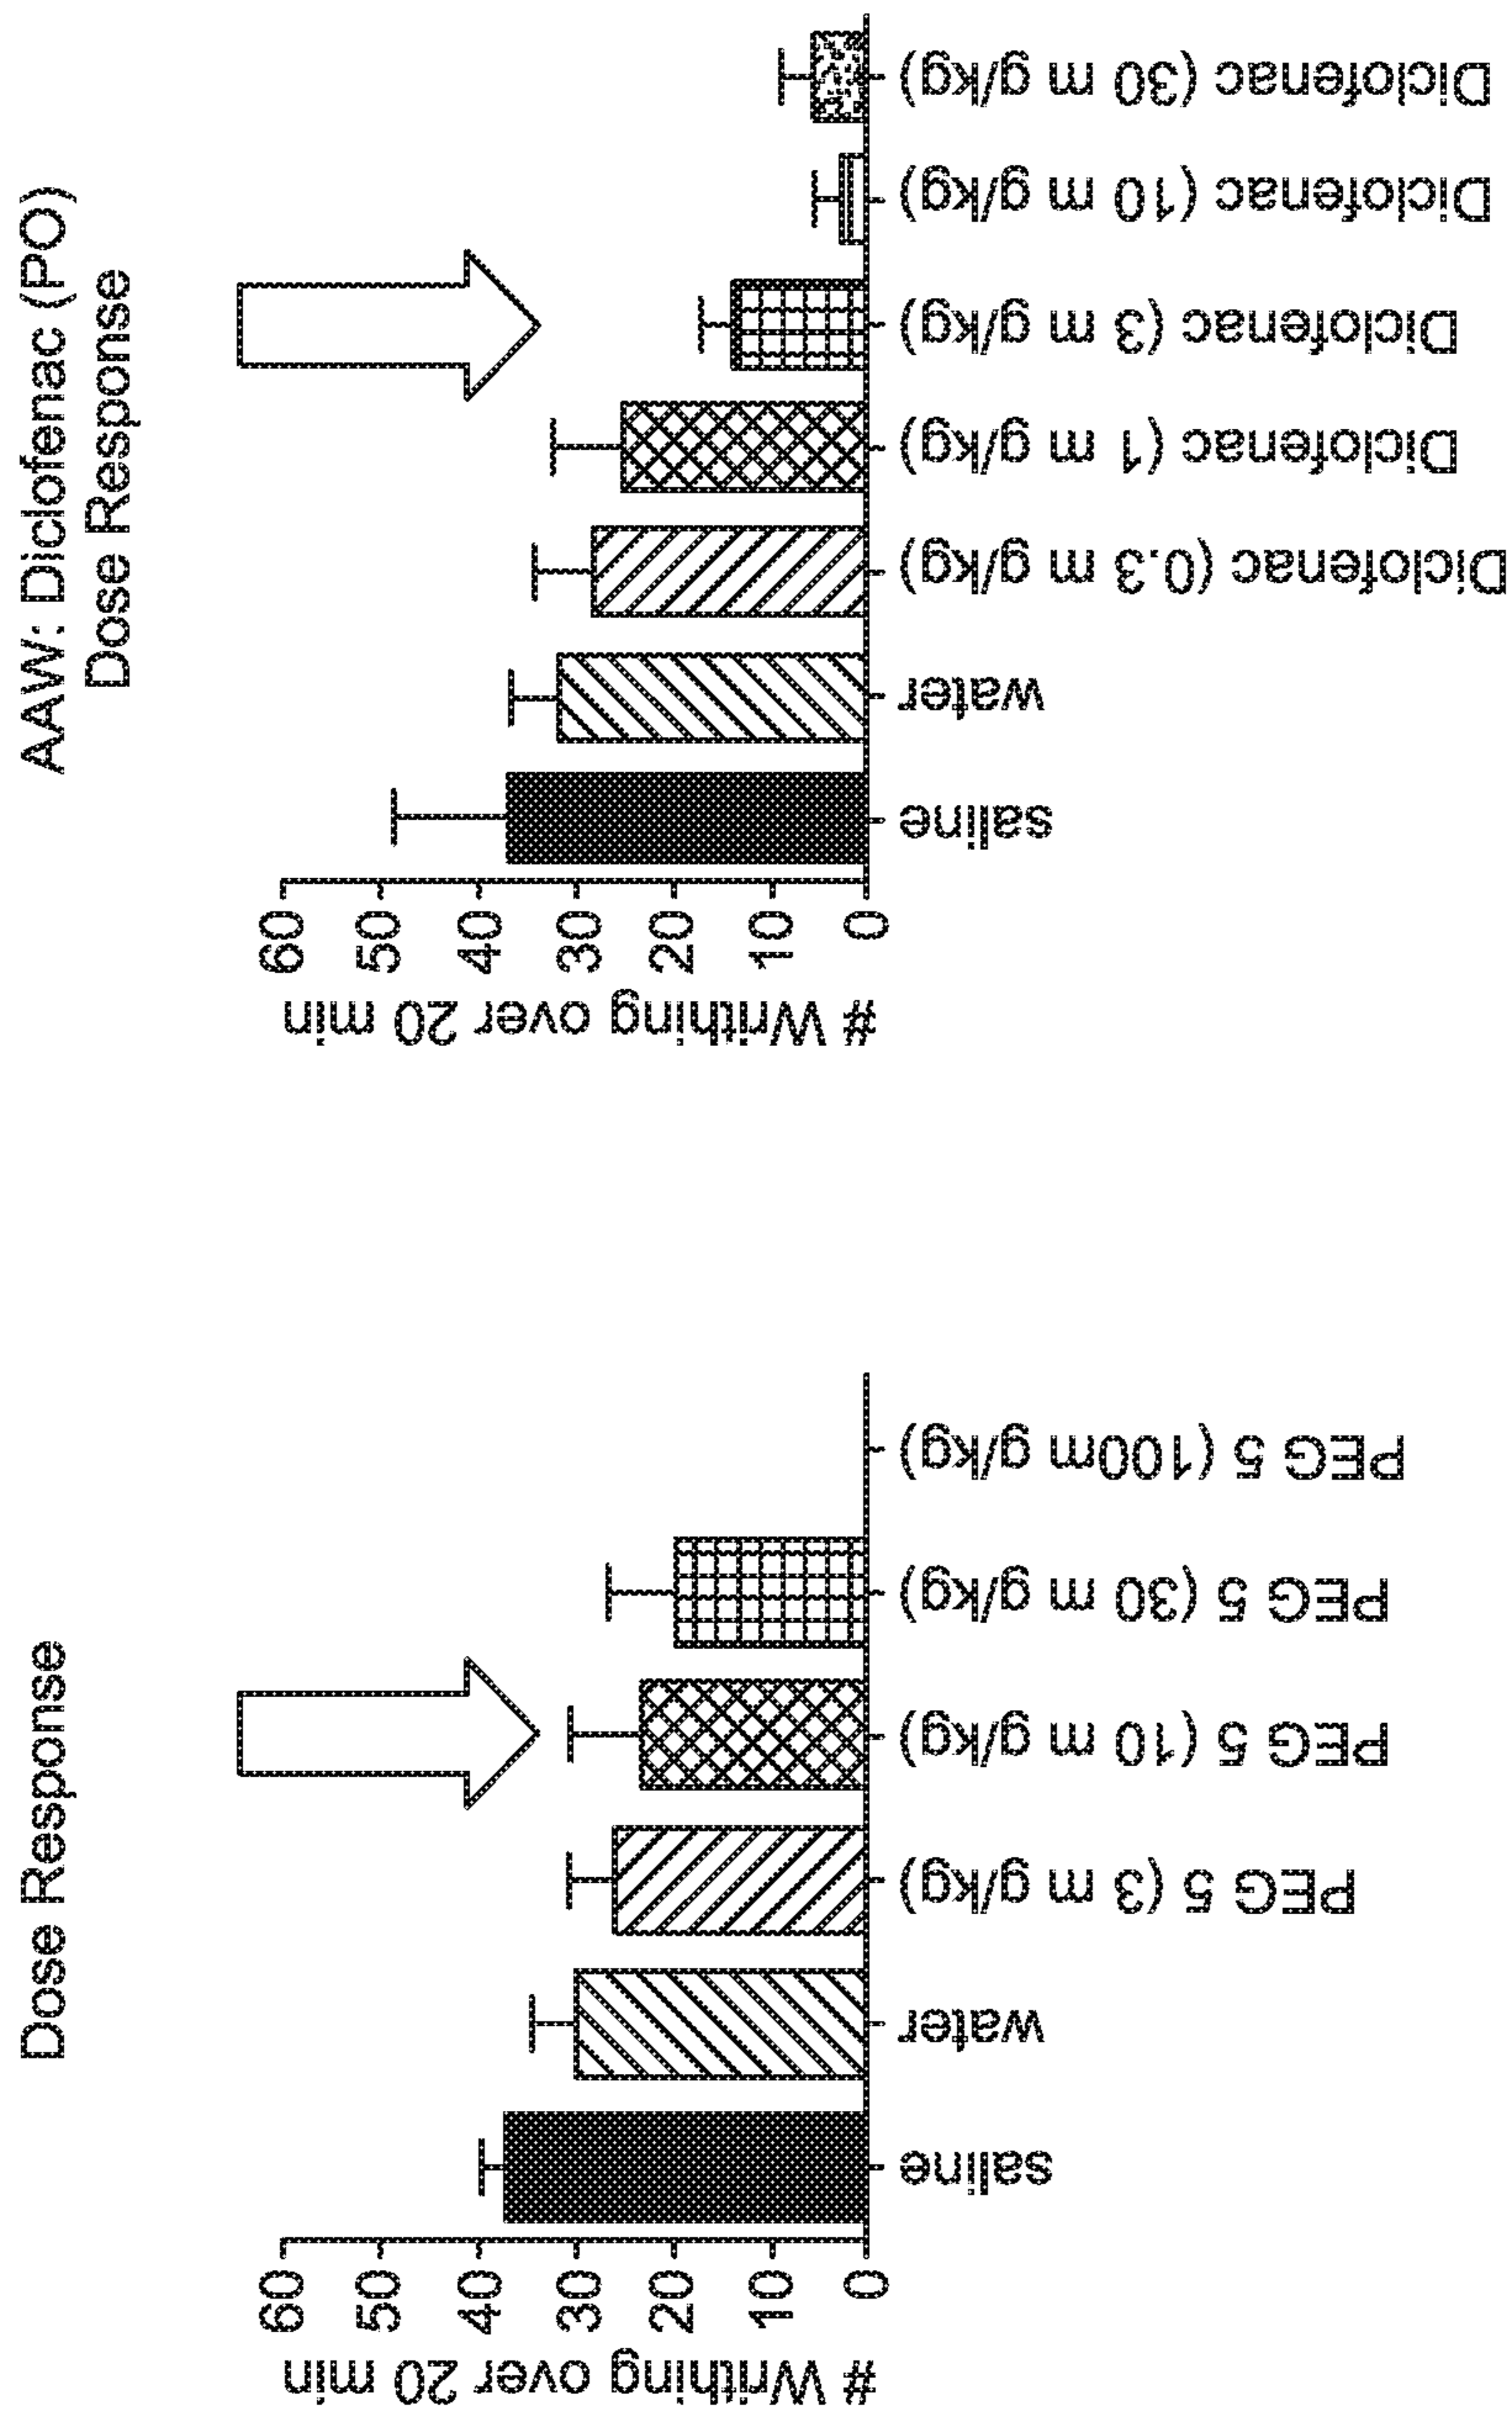 Dose Response
# Writhing over 20 min
60
50
40
30
20
10
0
saline
water
PEG 5 (3 m g/kg)
PEG 5 (10 m g/kg)
PEG 5 (30 m g/kg)
PEG 5 (100m g/kg)
AAW: Diclofenac (PO)
Dose Response
# Writhing over 20 min
60
50
40
30
20
10
0
saline
water
Diclofenac (0.3 m g/kg)
Diclofenac (1 m g/kg)
Diclofenac (3 m g/kg)
Diclofenac (10 m g/kg)
Diclofenac (30 m g/kg)